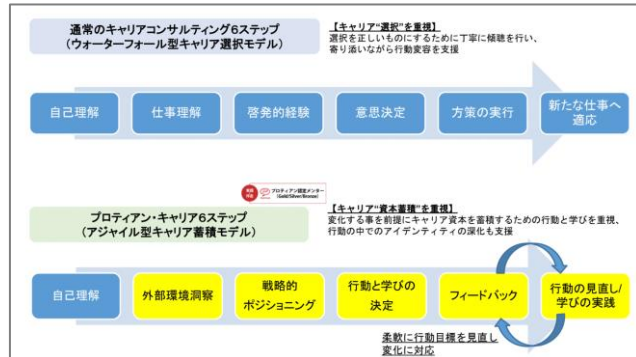 通常のキャリアコンサルティング6ステップ
（ウォーターフォール型キャリア選択モデル）
【キャリア“選択”を重視】
選択を正しいものにするために丁寧に傾聴を行い、
寄り添いながら行動変容を支援
自己理解
仕事理解
啓発的経験
意思決定
方策の実行
新たな仕事へ
適応
プロティアン認定メンター
(Gold/Silver/Bronze)
プロティアン・キャリア6ステップ
（アジャイル型キャリア蓄積モデル）
【キャリア“資本蓄積”を重視】
変化する事を前提にキャリア資本を蓄積するための行動と学びを重視、
行動の中でのアイデンティティの深化も支援
自己理解
外部環境洞察
戦略的
ポジショニング
行動と学びの
決定
フィードバック
行動の見直し/
学びの実践
柔軟に行動目標を見直し
変化に対応